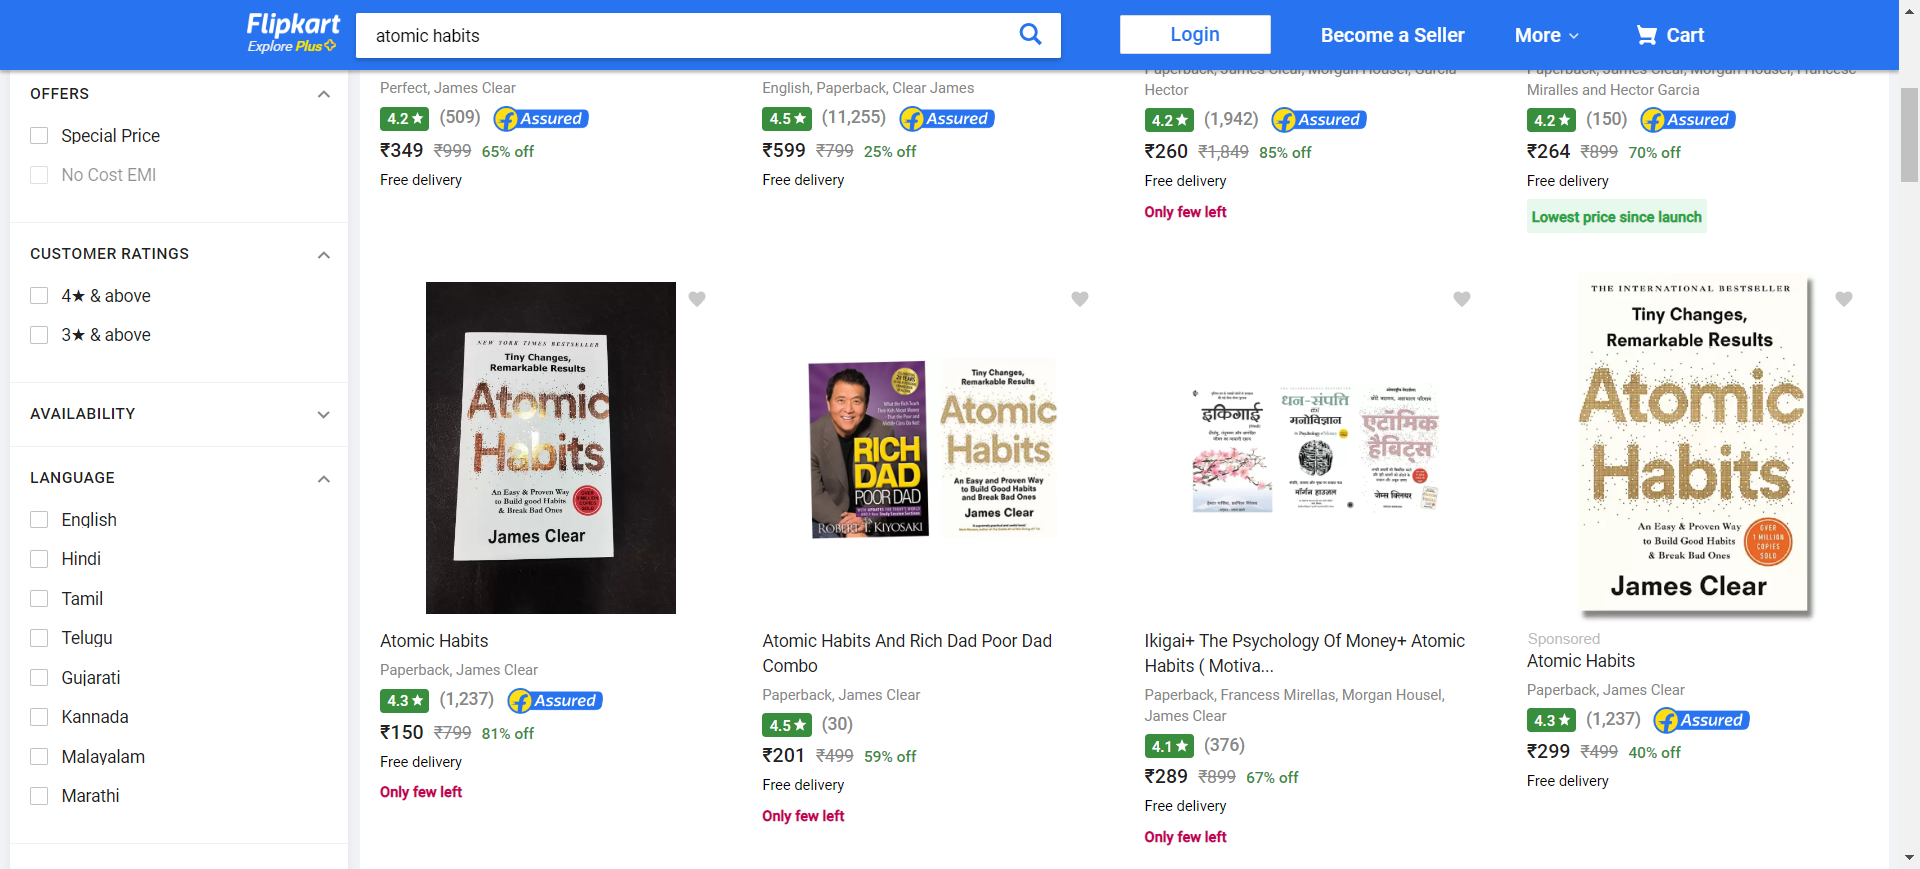 Flipkart
Explore Plus
atomic habits
Login
Become a Seller
More
Cart
OFFERS
Special Price
No Cost EMI
CUSTOMER RATINGS
4★ & above
3★ & above
AVAILABILITY
LANGUAGE
English
Hindi
Tamil
Telugu
Gujarati
Kannada
Malayalam
Marathi
Perfect, James Clear
4.2★ (509) Assured
₹349 ₹999 65% off
Free delivery
English, Paperback, Clear James
4.5★ (11,255) Assured
₹599 ₹799 25% off
Free delivery
Paperback, James Clear, Morgan Housel, Garcia
Hector
4.2★ (1,942) Assured
₹260 ₹1,849 85% off
Free delivery
Only few left
Paperback, James Clear, Morgan Housel, Francesc
Miralles and Hector Garcia
4.2★ (150) Assured
₹264 ₹899 70% off
Free delivery
Lowest price since launch
NEW YORK TIMES BESTSELLER
Tiny Changes,
Remarkable Results
Atomic
Habits
An Easy & Proven Way
to Build good Habits
& Break Bad Ones
James Clear
Atomic Habits
Paperback, James Clear
4.3★ (1,237) Assured
₹150 ₹799 81% off
Free delivery
Only few left
RICH
DAD
POOR DAD
ROBERT T. KIYOSAKI
Tiny Changes,
Remarkable Results
Atomic
Habits
An Easy and Proven Way
to Build Good Habits
and Break Bad Ones
James Clear
Atomic Habits And Rich Dad Poor Dad
Combo
Paperback, James Clear
4.5★ (30)
₹201 ₹499 59% off
Free delivery
Only few left
इकिगाई
धन-संपत्ति
का
मनोविज्ञान
मॉर्गन हाउज़ल
एटॉमिक
हैबिट्स
जेम्स क्लियर
Ikigai+ The Psychology Of Money+ Atomic
Habits ( Motiva...
Paperback, Francess Mirellas, Morgan Housel,
James Clear
4.1★ (376)
₹289 ₹899 67% off
Free delivery
Only few left
THE INTERNATIONAL BESTSELLER
Tiny Changes,
Remarkable Results
Atomic
Habits
An Easy & Proven Way
to Build Good Habits
& Break Bad Ones
OVER
1 MILLION
COPIES
SOLD
James Clear
Sponsored
Atomic Habits
Paperback, James Clear
4.3★ (1,237) Assured
₹299 ₹499 40% off
Free delivery